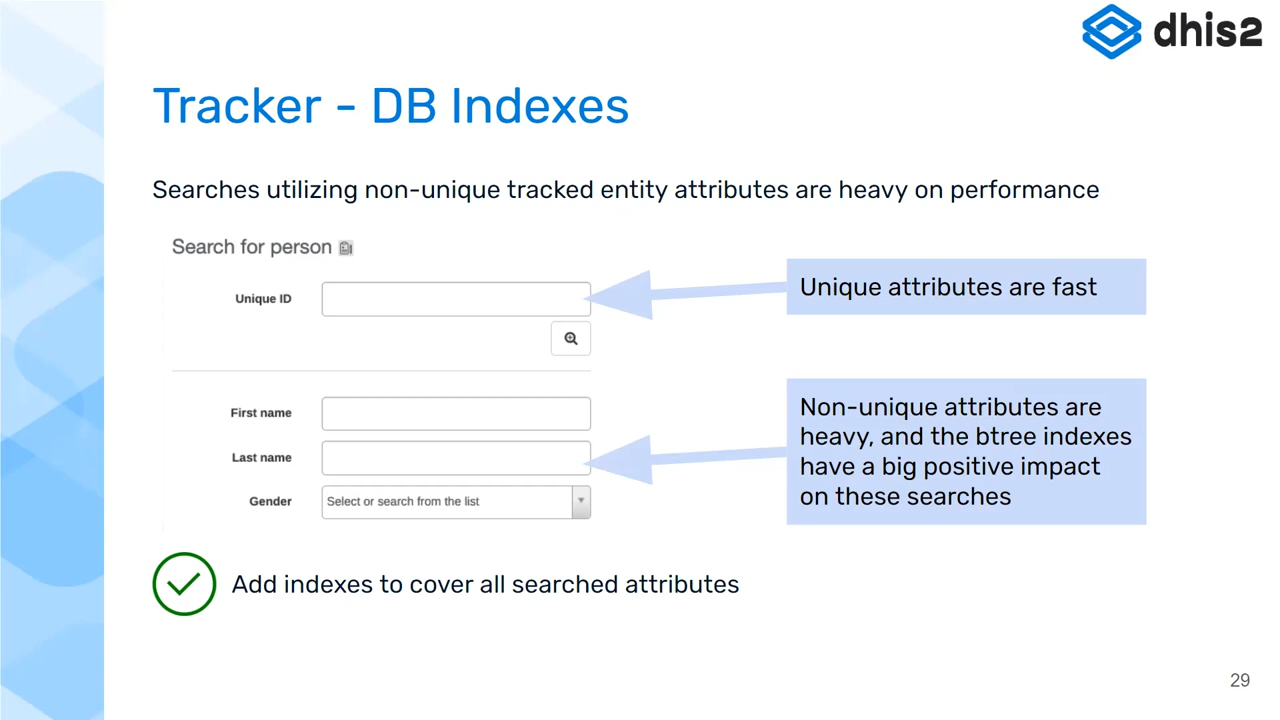 dhis2
Tracker - DB Indexes
Searches utilizing non-unique tracked entity attributes are heavy on performance
Search for person
Unique ID
Unique attributes are fast
First name
Last name
Gender
Select or search from the list
Non-unique attributes are
heavy, and the btree indexes
have a big positive impact
on these searches
Add indexes to cover all searched attributes
29